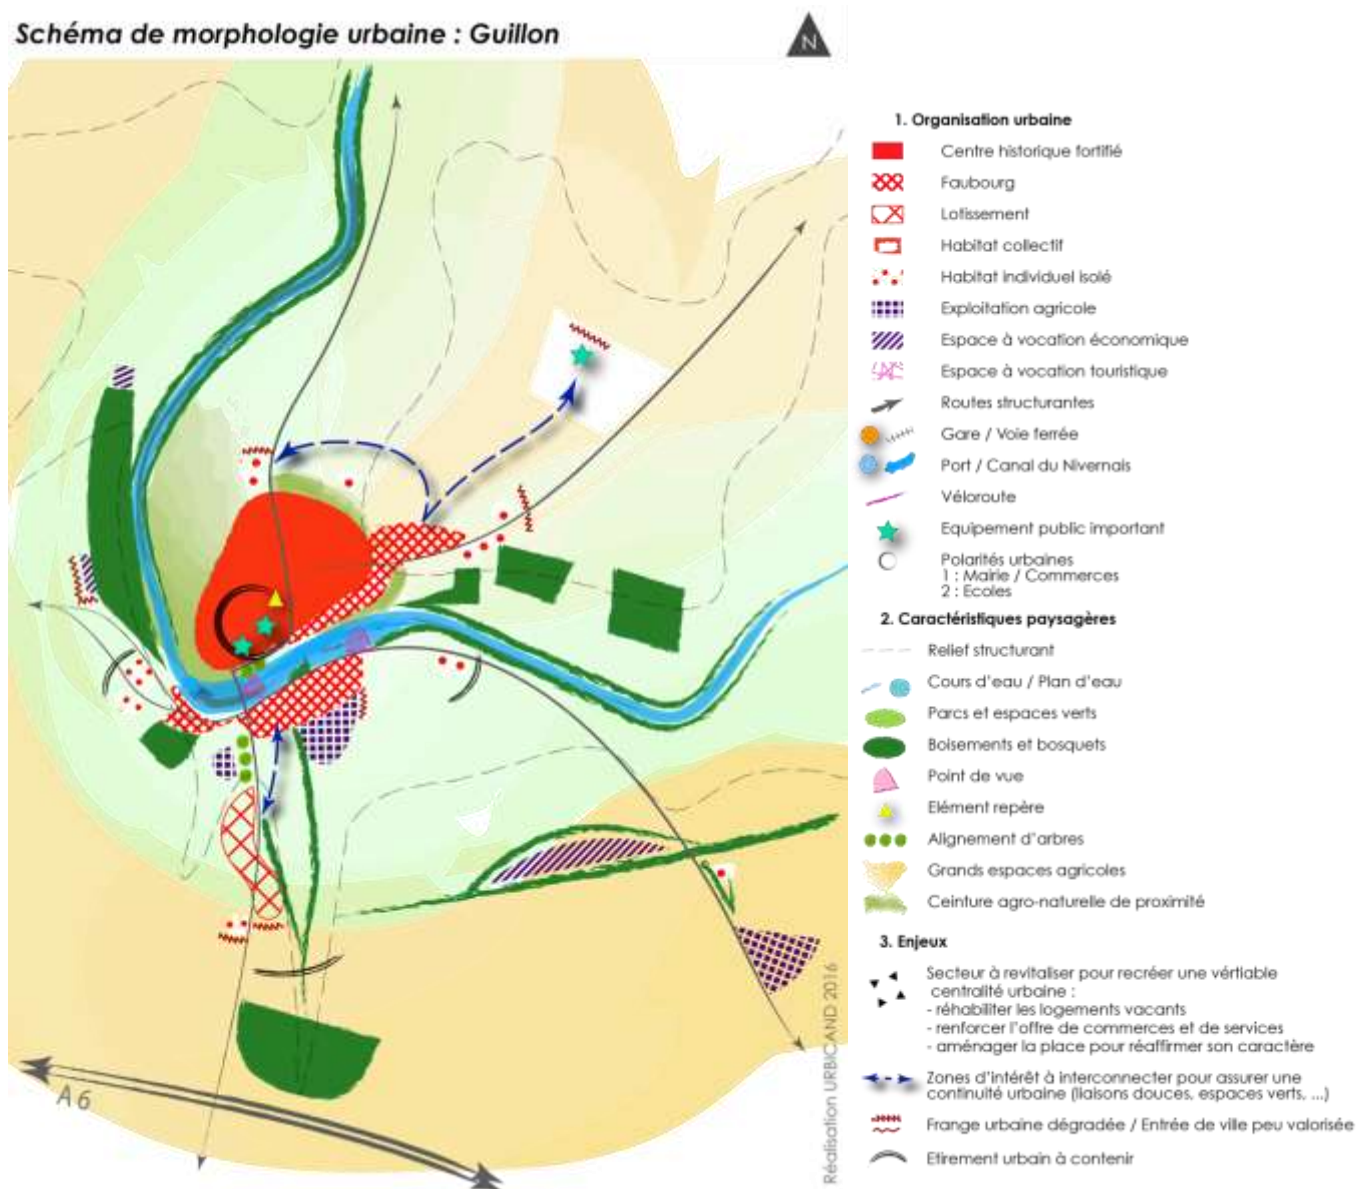 Schéma de morphologie urbaine : Guillon
N
1. Organisation urbaine
Centre historique fortifié
Faubourg
Lotissement
Habitat collectif
Habitat individuel isolé
Exploitation agricole
Espace à vocation économique
Espace à vocation touristique
Routes structurantes
Gare / Voie ferrée
Port / Canal du Nivernais
Véloroute
Equipement public important
Polarités urbaines
1 : Mairie / Commerces
2 : Ecoles
2. Caractéristiques paysagères
Relief structurant
Cours d'eau / Plan d'eau
Parcs et espaces verts
Boisements et bosquets
Point de vue
Elément repère
Alignement d'arbres
Grands espaces agricoles
Ceinture agro-naturelle de proximité
3. Enjeux
Secteur à revitaliser pour recréer une vértiable
centralité urbaine :
- réhabiliter les logements vacants
- renforcer l'offre de commerces et de services
- aménager la place pour réaffirmer son caractère
Zones d'intérêt à interconnecter pour assurer une
continuité urbaine (liaisons douces, espaces verts, ...)
Frange urbaine dégradée / Entrée de ville peu valorisée
Etirement urbain à contenir
A 6
Réalisation URBICAND 2016